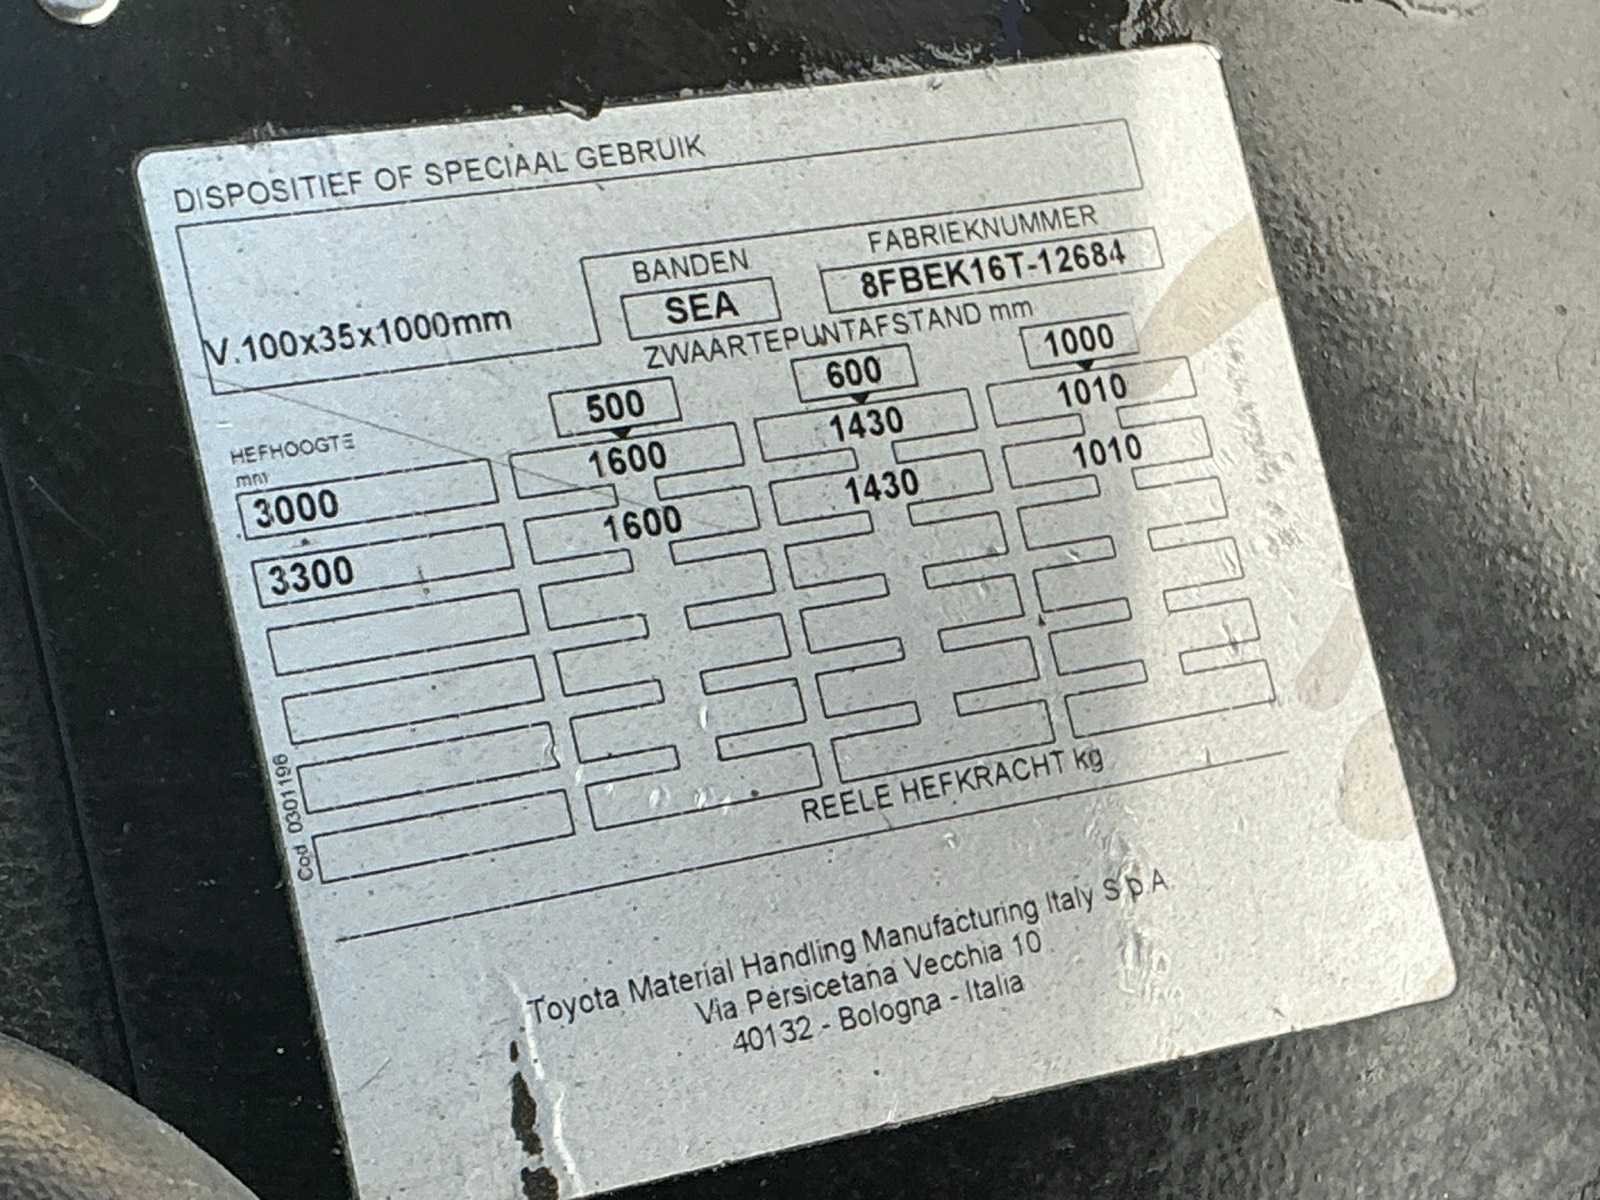 DISPOSITIEF OF SPECIAAL GEBRUIK
V.100x35x1000mm
BANDEN
SEA
FABRIEKNUMMER
8FBEK16T-12684
ZWAARTEPUNTAFSTAND mm
500 600 1000
HEFHOOGTE
mm
3000 1600 1430 1010
3300 1600 1430 1010
REELE HEFKRACHT kg
Cod 0301196
Toyota Material Handling Manufacturing Italy S.p.A.
Via Persicetana Vecchia 10
40132 - Bologna - Italia